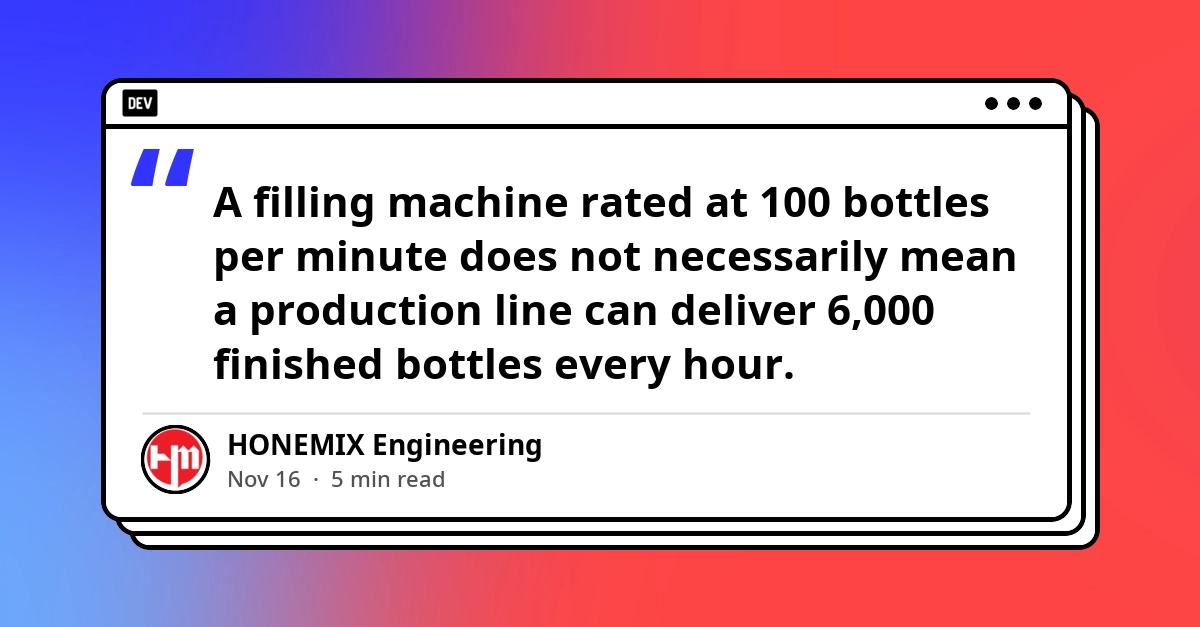 DEV
“
A filling machine rated at 100 bottles
per minute does not necessarily mean
a production line can deliver 6,000
finished bottles every hour.
HM
HONEMIX Engineering
Nov 16 · 5 min read